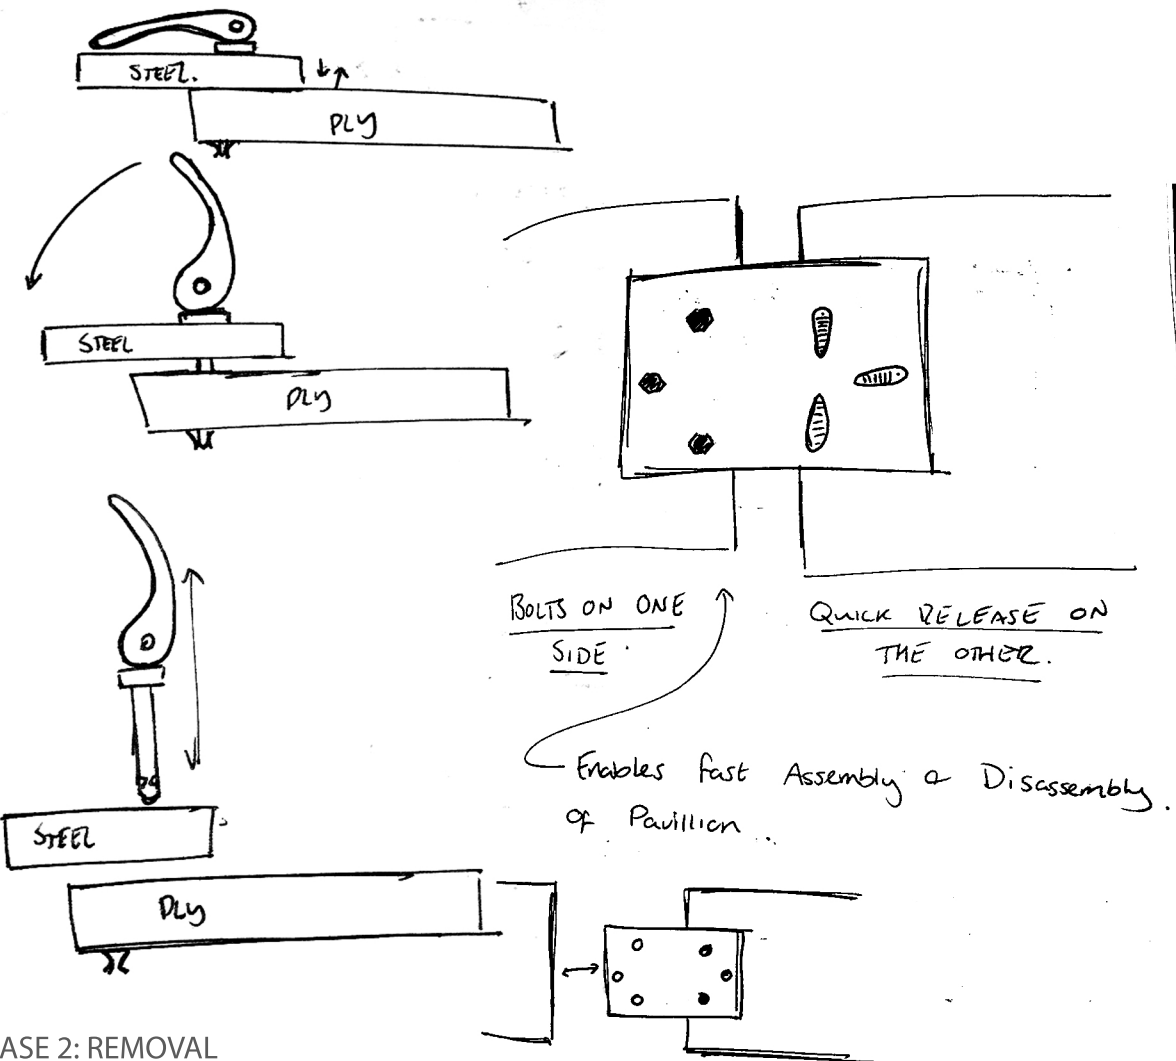 STEEL.
PLY
STEEL
PLY
BOLTS ON ONE
SIDE.
QUICK RELEASE ON
THE OTHER.
Enables fast Assembly & Disassembly.
of Pavillion.
STEEL
PLY
ASE 2: REMOVAL